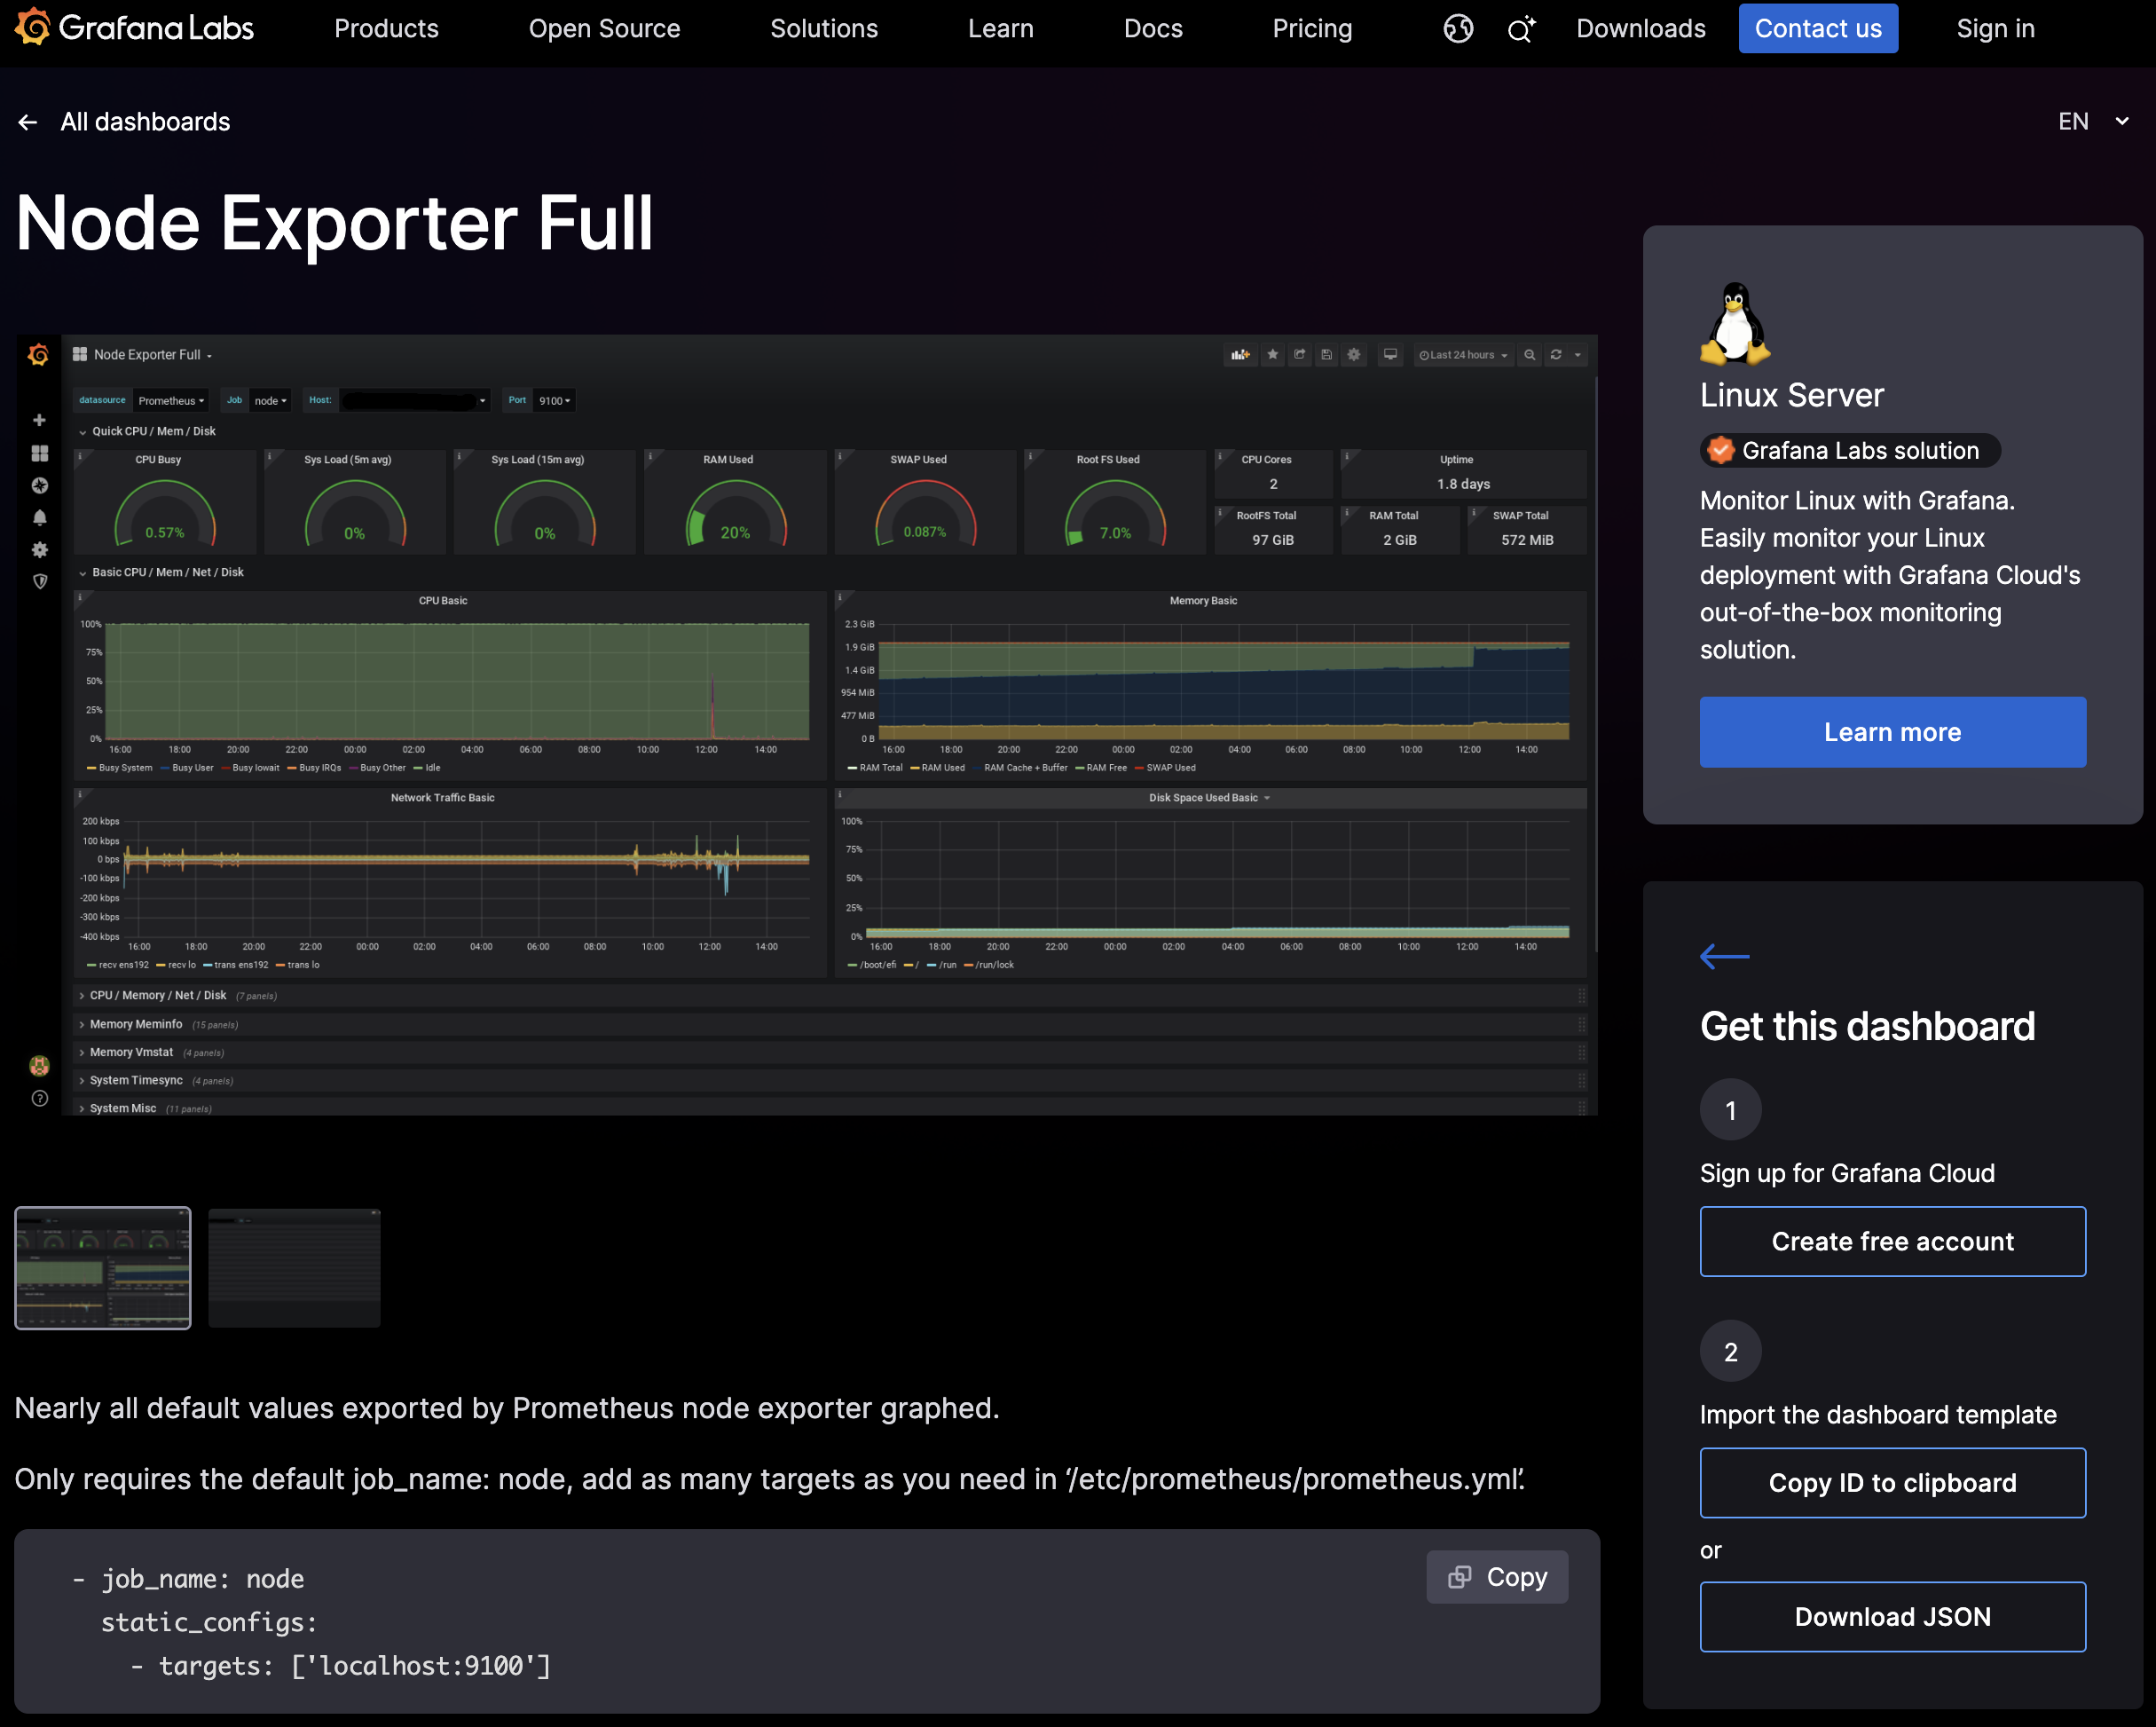 Grafana Labs
Products
Open Source
Solutions
Learn
Docs
Pricing
Downloads
Contact us
Sign in
All dashboards
EN
Node Exporter Full
Node Exporter Full
Last 24 hours
datasource Prometheus
Job node
Host:
Port 9100
Quick CPU / Mem / Disk
CPU Busy
0.57%
Sys Load (5m avg)
0%
Sys Load (15m avg)
0%
RAM Used
20%
SWAP Used
0.087%
Root FS Used
7.0%
CPU Cores
2
Uptime
1.8 days
RootFS Total
97 GiB
RAM Total
2 GiB
SWAP Total
572 MiB
Basic CPU / Mem / Net / Disk
CPU Basic
100%
75%
50%
25%
0%
16:00 18:00 20:00 22:00 00:00 02:00 04:00 06:00 08:00 10:00 12:00 14:00
Busy System Busy User Busy Iowait Busy IRQs Busy Other Idle
Memory Basic
2.3 GiB
1.9 GiB
1.4 GiB
954 MiB
477 MiB
0 B
16:00 18:00 20:00 22:00 00:00 02:00 04:00 06:00 08:00 10:00 12:00 14:00
RAM Total RAM Used RAM Cache + Buffer RAM Free SWAP Used
Network Traffic Basic
200 kbps
100 kbps
0 bps
-100 kbps
-200 kbps
-300 kbps
-400 kbps
16:00 18:00 20:00 22:00 00:00 02:00 04:00 06:00 08:00 10:00 12:00 14:00
recv ens192 recv lo trans ens192 trans lo
Disk Space Used Basic
100%
75%
50%
25%
0%
16:00 18:00 20:00 22:00 00:00 02:00 04:00 06:00 08:00 10:00 12:00 14:00
/boot/efi / /run /run/lock
CPU / Memory / Net / Disk (7 panels)
Memory Meminfo (15 panels)
Memory Vmstat (4 panels)
System Timesync (4 panels)
System Misc (11 panels)
Nearly all default values exported by Prometheus node exporter graphed.
Only requires the default job_name: node, add as many targets as you need in ‘/etc/prometheus/prometheus.yml’.
- job_name: node
static_configs:
- targets: ['localhost:9100']
Copy
Linux Server
Grafana Labs solution
Monitor Linux with Grafana.
Easily monitor your Linux
deployment with Grafana Cloud's
out-of-the-box monitoring
solution.
Learn more
Get this dashboard
1
Sign up for Grafana Cloud
Create free account
2
Import the dashboard template
Copy ID to clipboard
or
Download JSON